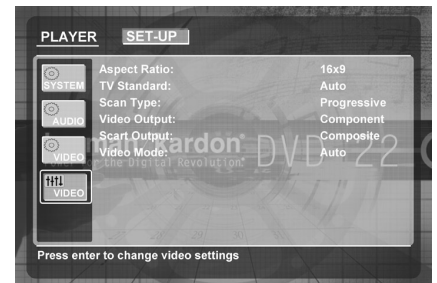 PLAYER SET-UP
SYSTEM
AUDIO
VIDEO
VIDEO
Aspect Ratio: 16x9
TV Standard: Auto
Scan Type: Progressive
Video Output: Component
Scart Output: Composite
Video Mode: Auto
kardon
the Digital Revolution.
DVD 22
Press enter to change video settings